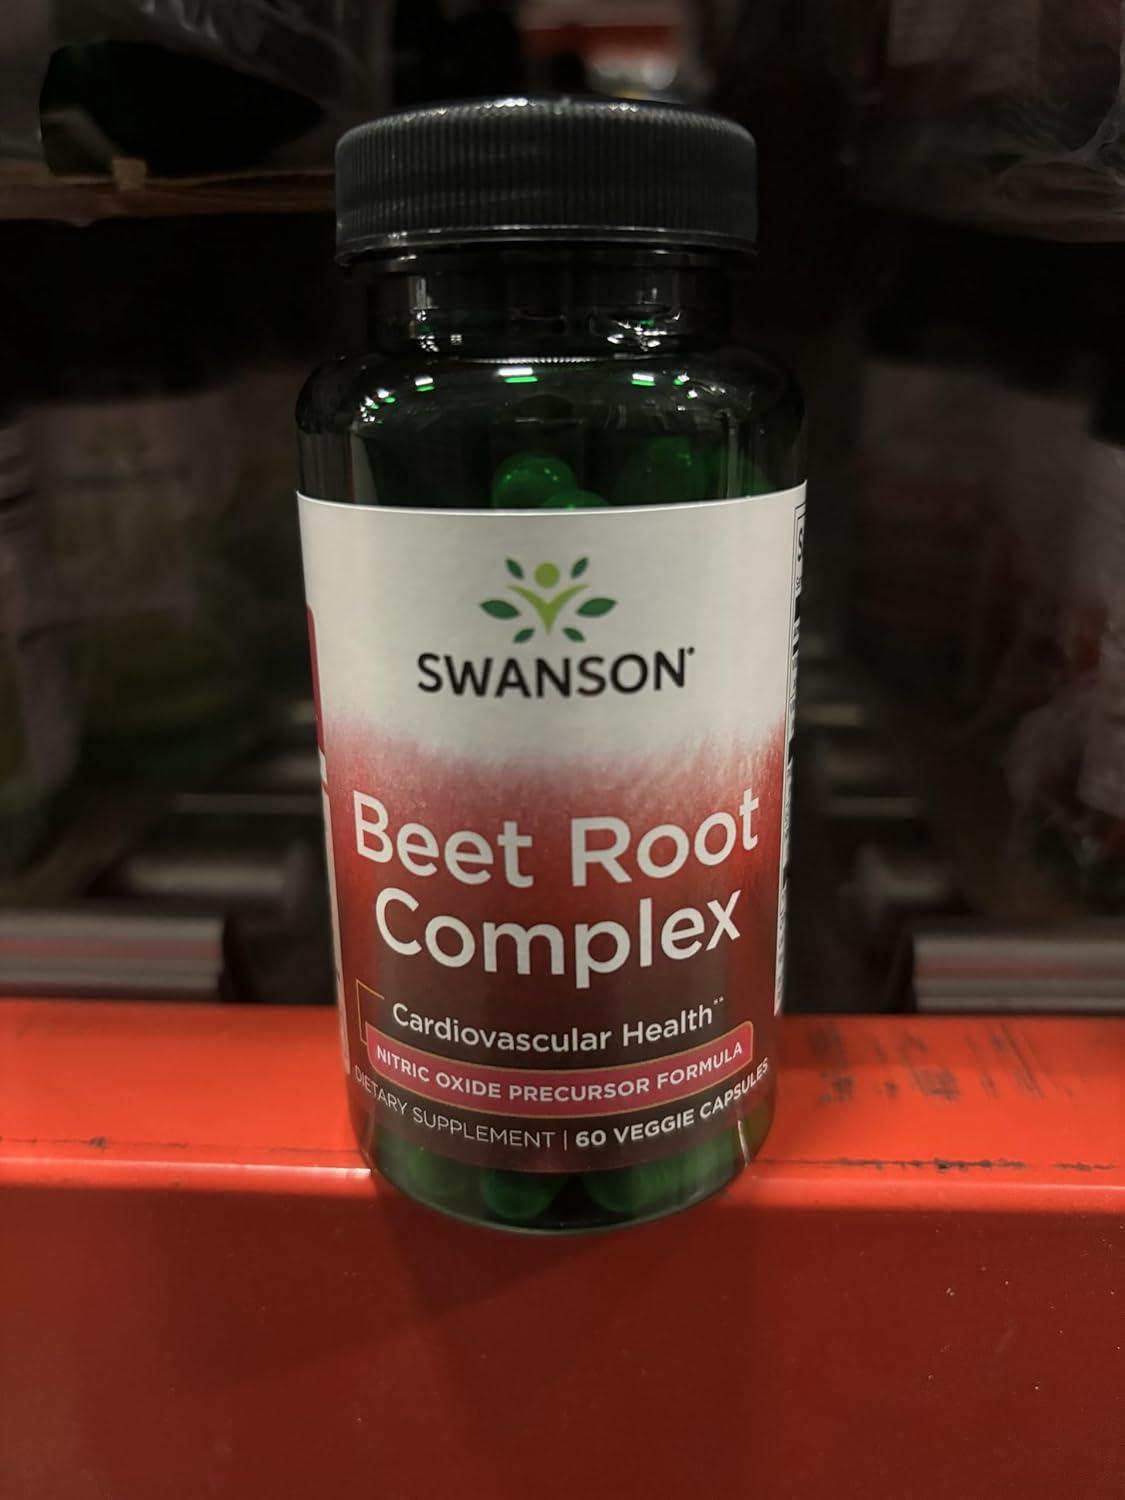 SWANSON
Beet Root
Complex
Cardiovascular Health**
NITRIC OXIDE PRECURSOR FORMULA
DIETARY SUPPLEMENT | 60 VEGGIE CAPSULES